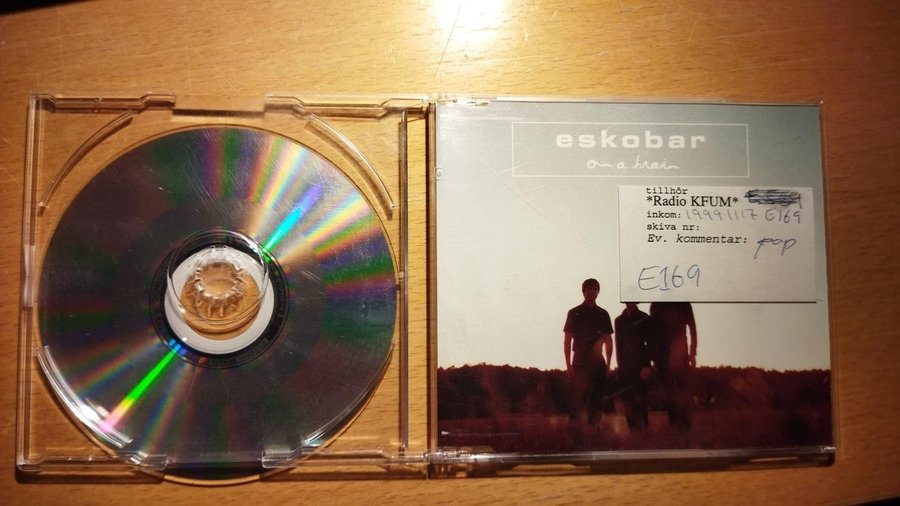 eskobar
on a train
tillhör
*Radio KFUM*
inkom: 19991117 E169
skiva nr:
Ev. kommentar: pop
E169